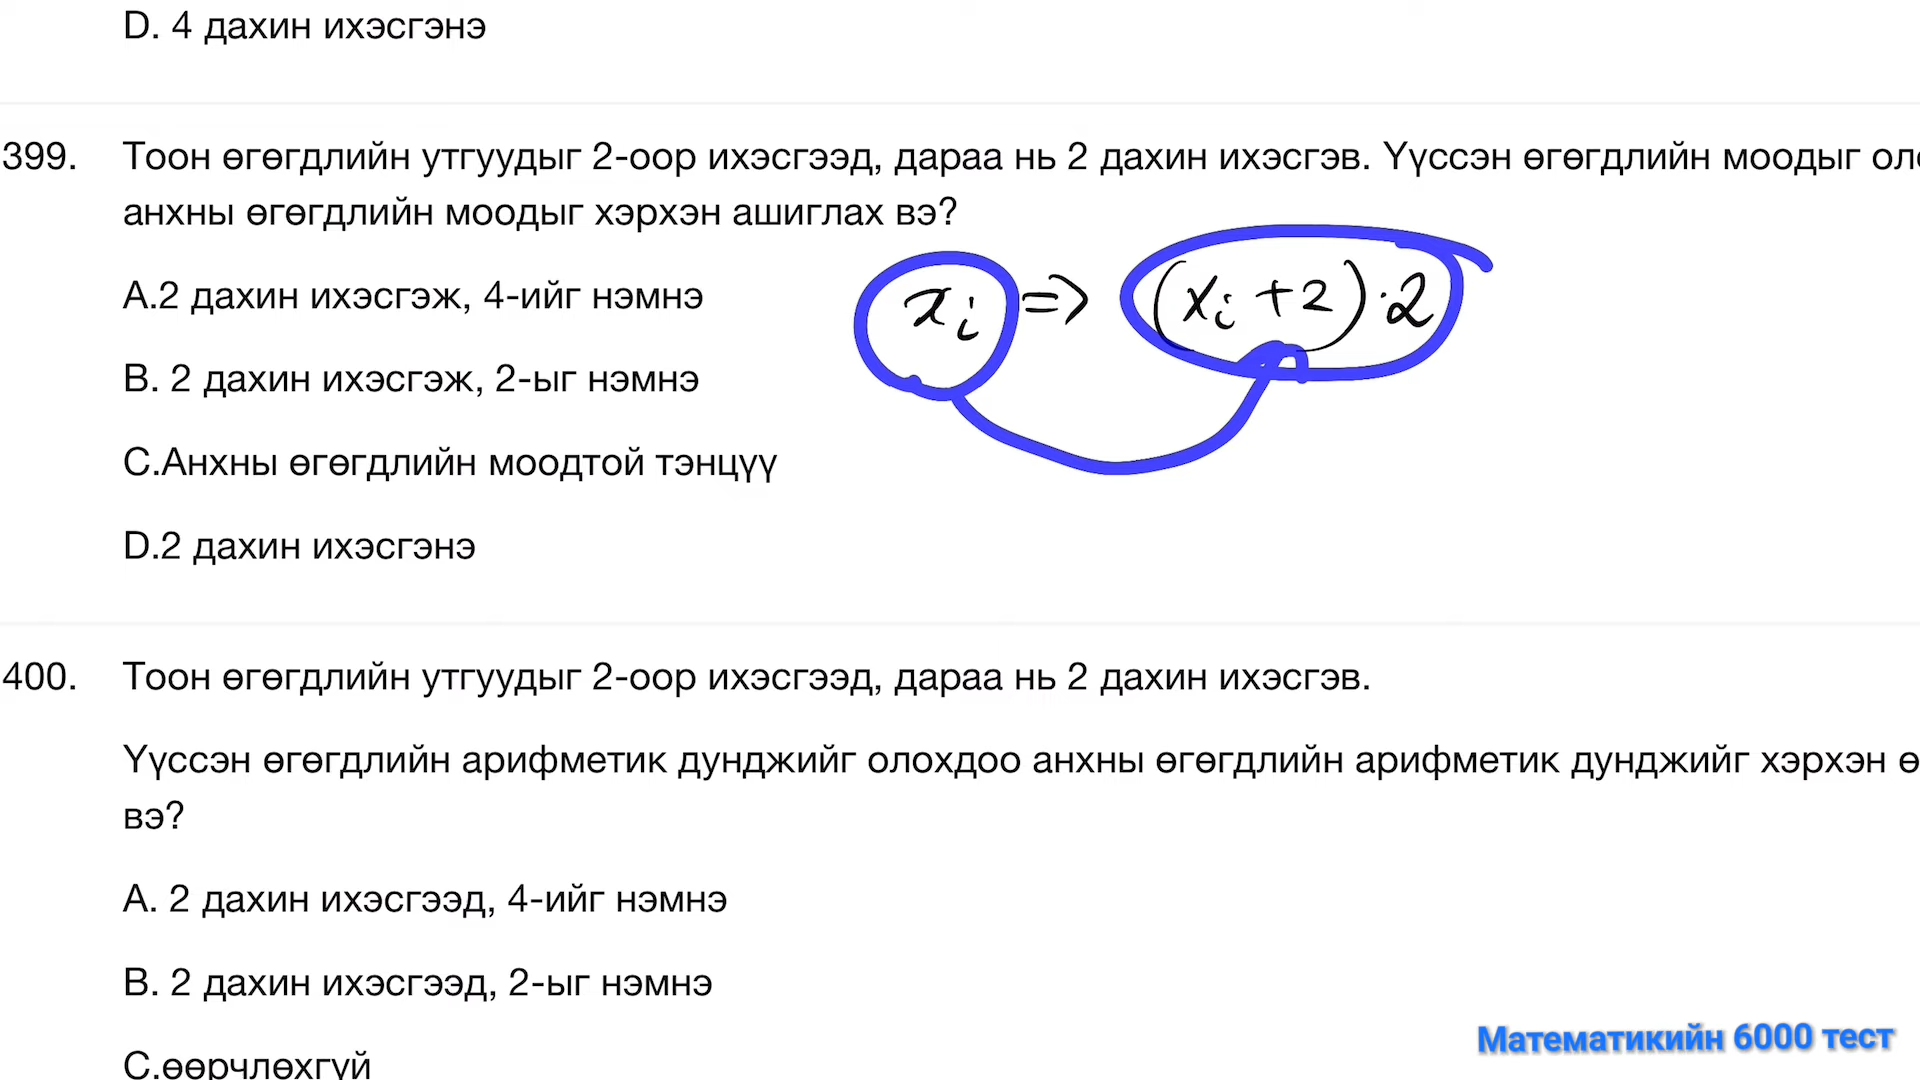 D. 4 дахин ихэсгэнэ
399. Тоон өгөгдлийн утгуудыг 2-оор ихэсгээд, дараа нь 2 дахин ихэсгэв. Үүссэн өгөгдлийн моодыг
анхны өгөгдлийн моодыг хэрхэн ашиглах вэ?
A.2 дахин ихэсгэж, 4-ийг нэмнэ
xᵢ => (xᵢ + 2) · 2
B. 2 дахин ихэсгэж, 2-ыг нэмнэ
C.Анхны өгөгдлийн моодтой тэнцүү
D.2 дахин ихэсгэнэ
400. Тоон өгөгдлийн утгуудыг 2-оор ихэсгээд, дараа нь 2 дахин ихэсгэв.
Үүссэн өгөгдлийн арифметик дунджийг олохдоо анхны өгөгдлийн арифметик дунджийг хэрхэн
вэ?
A. 2 дахин ихэсгээд, 4-ийг нэмнэ
B. 2 дахин ихэсгээд, 2-ыг нэмнэ
C.өөрчлөхгүй
Математикийн 6000 тест